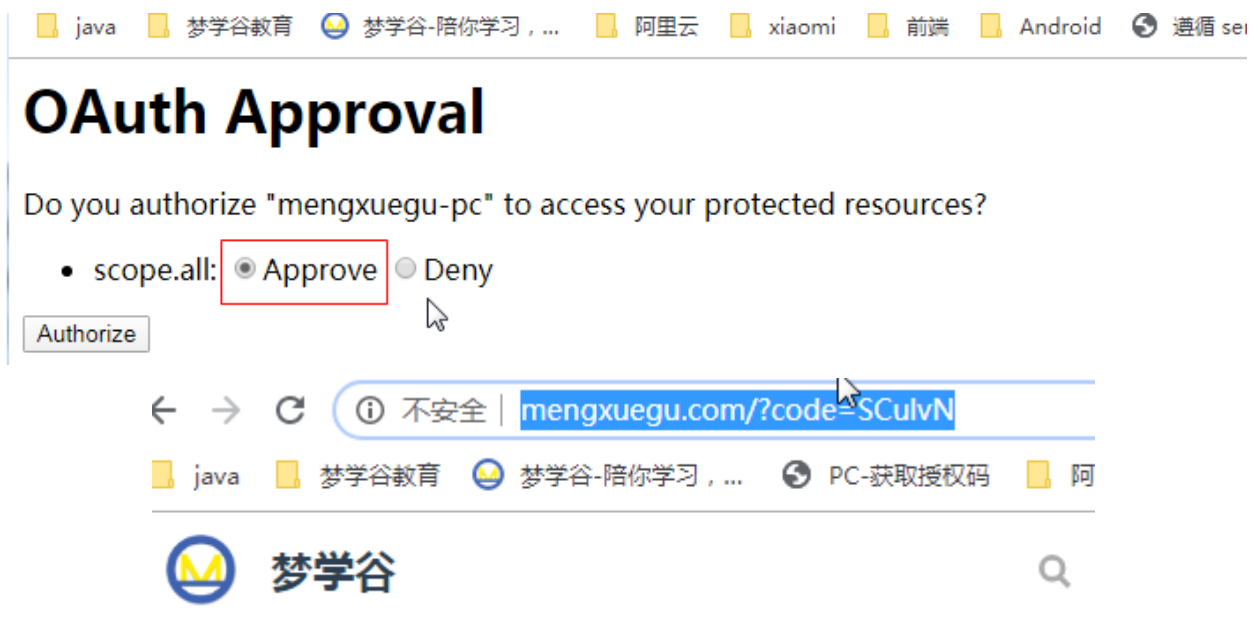 java 梦学谷教育 梦学谷-陪你学习，... 阿里云 xiaomi 前端 Android 遵循 ser
OAuth Approval
Do you authorize "mengxuegu-pc" to access your protected resources?
• scope.all: Approve Deny
Authorize
不安全 | mengxuegu.com/?code=SCulvN
java 梦学谷教育 梦学谷-陪你学习，... PC-获取授权码 阿
梦学谷